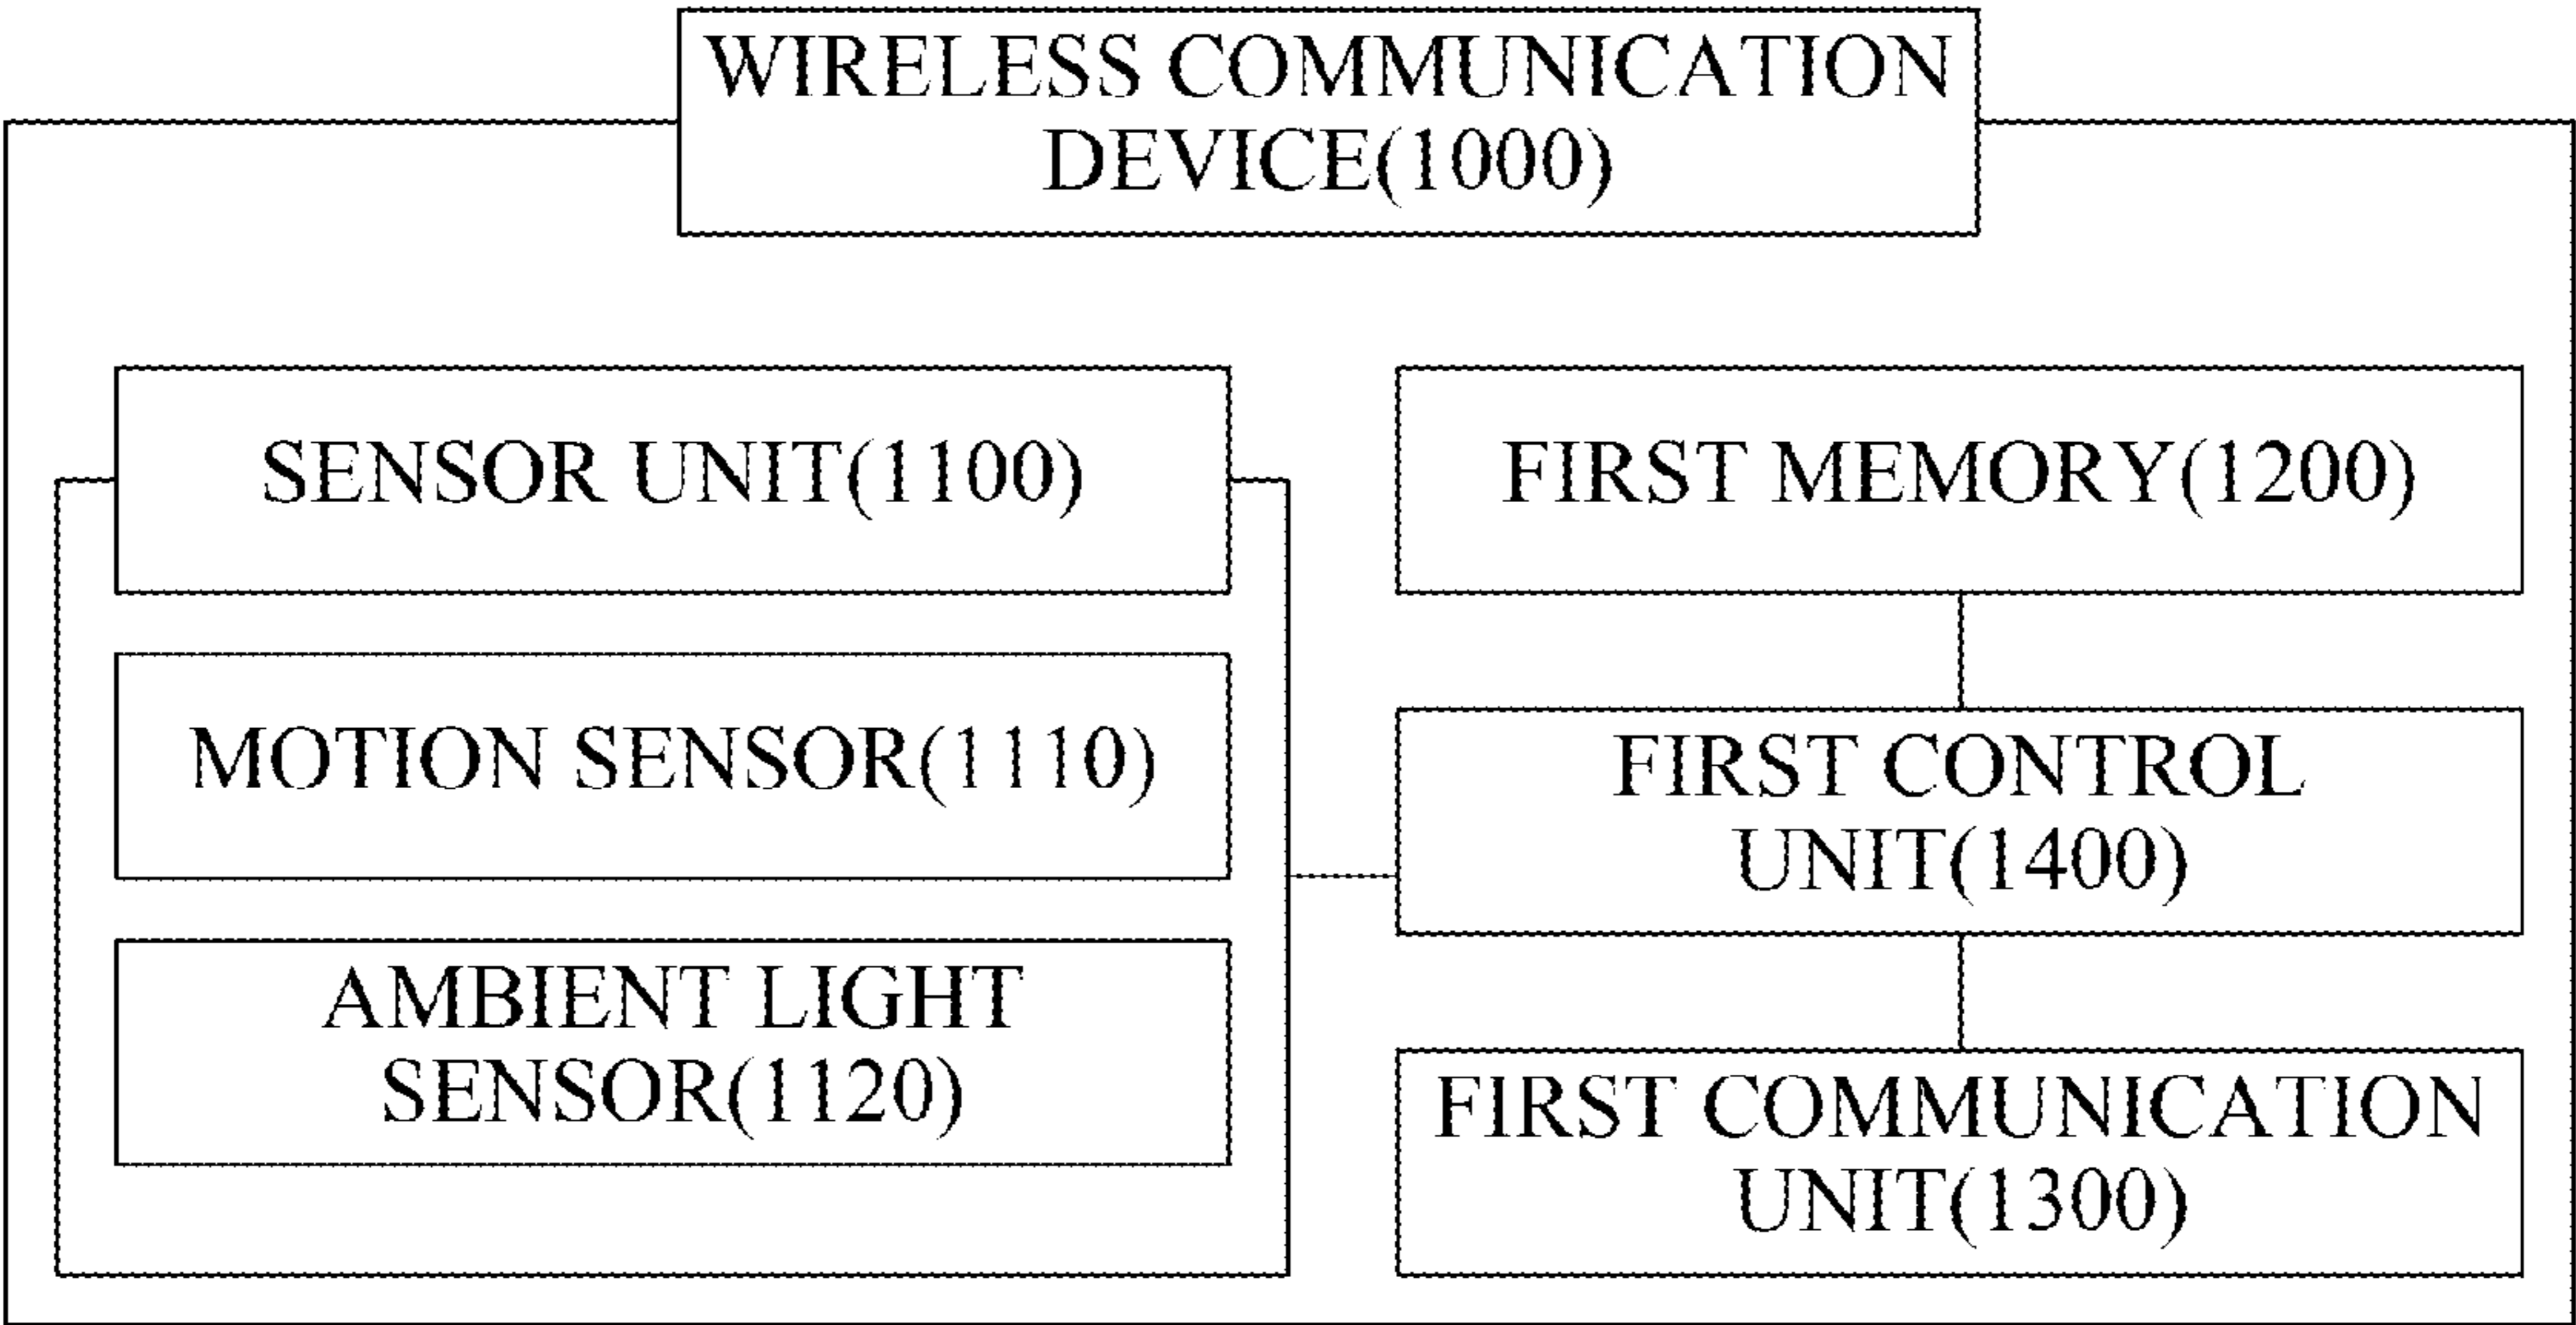 WIRELESS COMMUNICATION
DEVICE(1000)
SENSOR UNIT(1100)
MOTION SENSOR(1110)
AMBIENT LIGHT
SENSOR(1120)
FIRST MEMORY(1200)
FIRST CONTROL
UNIT(1400)
FIRST COMMUNICATION
UNIT(1300)